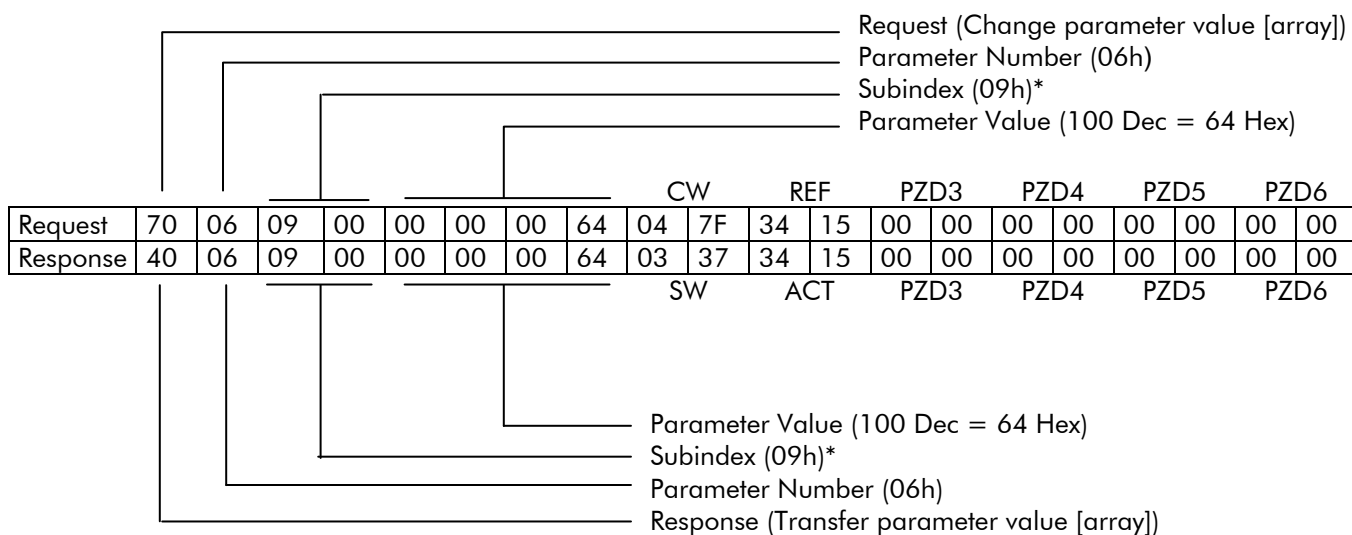 Request (Change parameter value [array])
Parameter Number (06h)
Subindex (09h)*
Parameter Value (100 Dec = 64 Hex)
CW REF PZD3 PZD4 PZD5 PZD6
Request 70 06 09 00 00 00 00 64 04 7F 34 15 00 00 00 00 00 00 00 00
Response 40 06 09 00 00 00 00 64 03 37 34 15 00 00 00 00 00 00 00 00
SW ACT PZD3 PZD4 PZD5 PZD6
Parameter Value (100 Dec = 64 Hex)
Subindex (09h)*
Parameter Number (06h)
Response (Transfer parameter value [array])